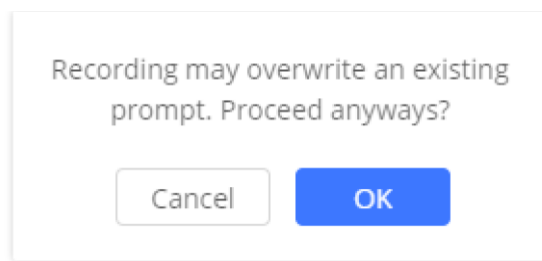 Recording may overwrite an existing
prompt. Proceed anyways?
Cancel OK